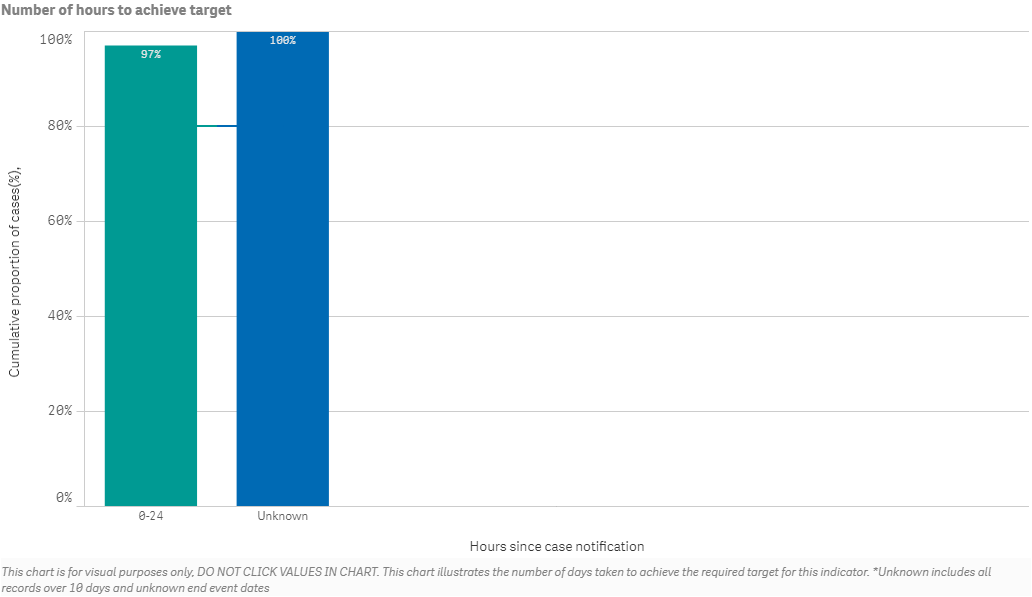 Number of hours to achieve target
100%
97%
100%
80%
60%
40%
20%
0%
Cumulative proportion of cases(%),
0-24
Unknown
Hours since case notification
This chart is for visual purposes only, DO NOT CLICK VALUES IN CHART. This chart illustrates the number of days taken to achieve the required target for this indicator. *Unknown includes all
records over 10 days and unknown end event dates